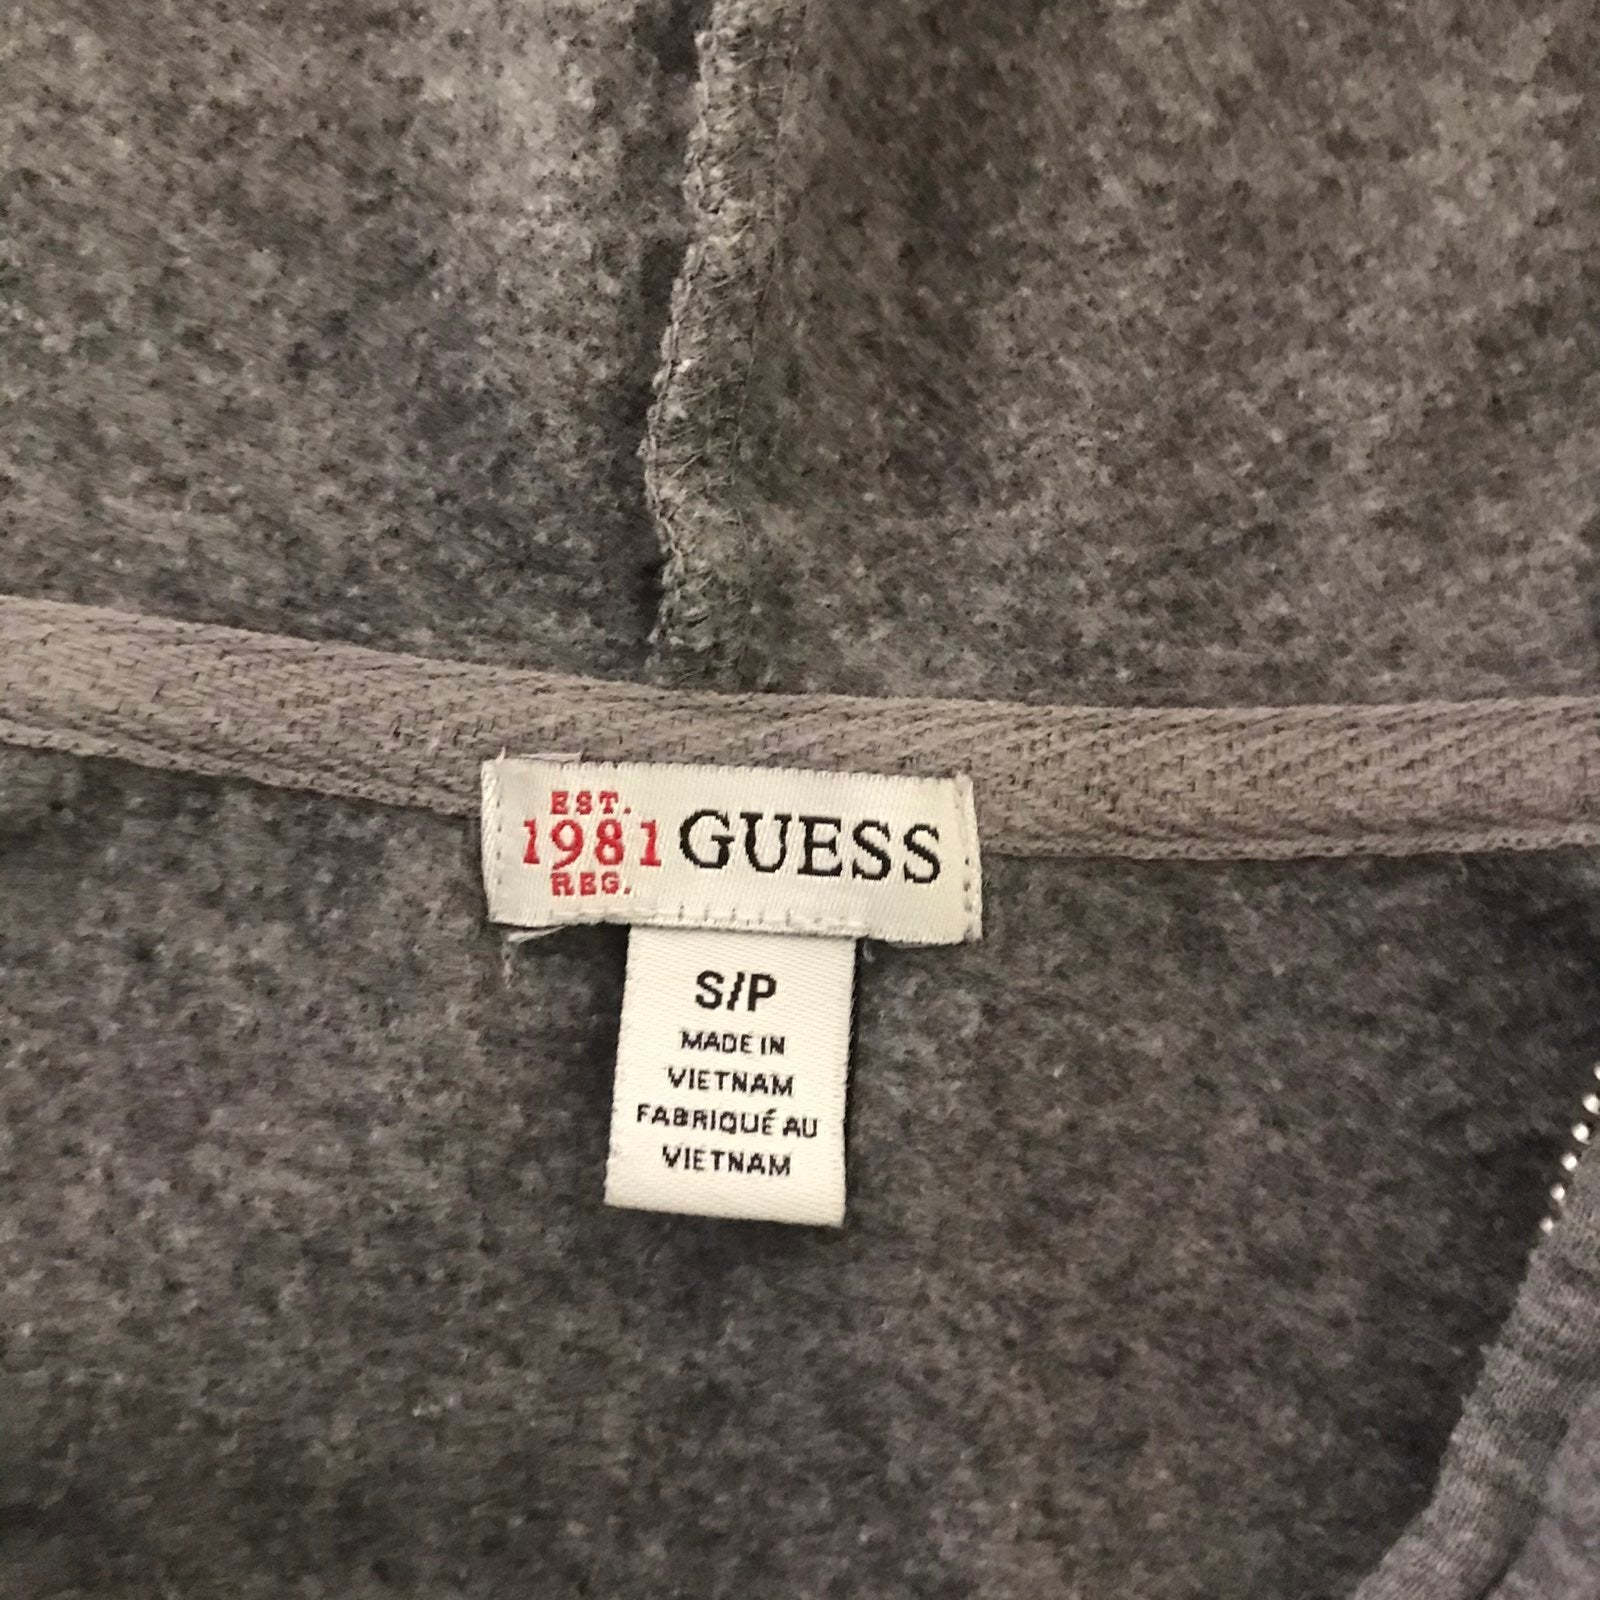 EST.
1981 GUESS
REG.
S/P
MADE IN
VIETNAM
FABRIQUÉ AU
VIETNAM